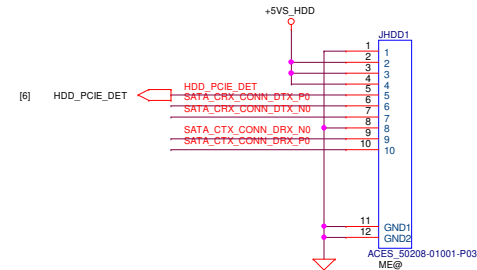 +5VS_HDD
JHDD1
1 1
2 2
3 3
4 4
[6] HDD_PCIE_DET HDD_PCIE_DET 5 5
SATA_CRX_CONN_DTX_P0 6 6
SATA_CRX_CONN_DTX_N0 7 7
8 8
SATA_CTX_CONN_DRX_N0 9 9
SATA_CTX_CONN_DRX_P0 10 10
11 GND1
12 GND2
ACES_50208-01001-P03
ME@